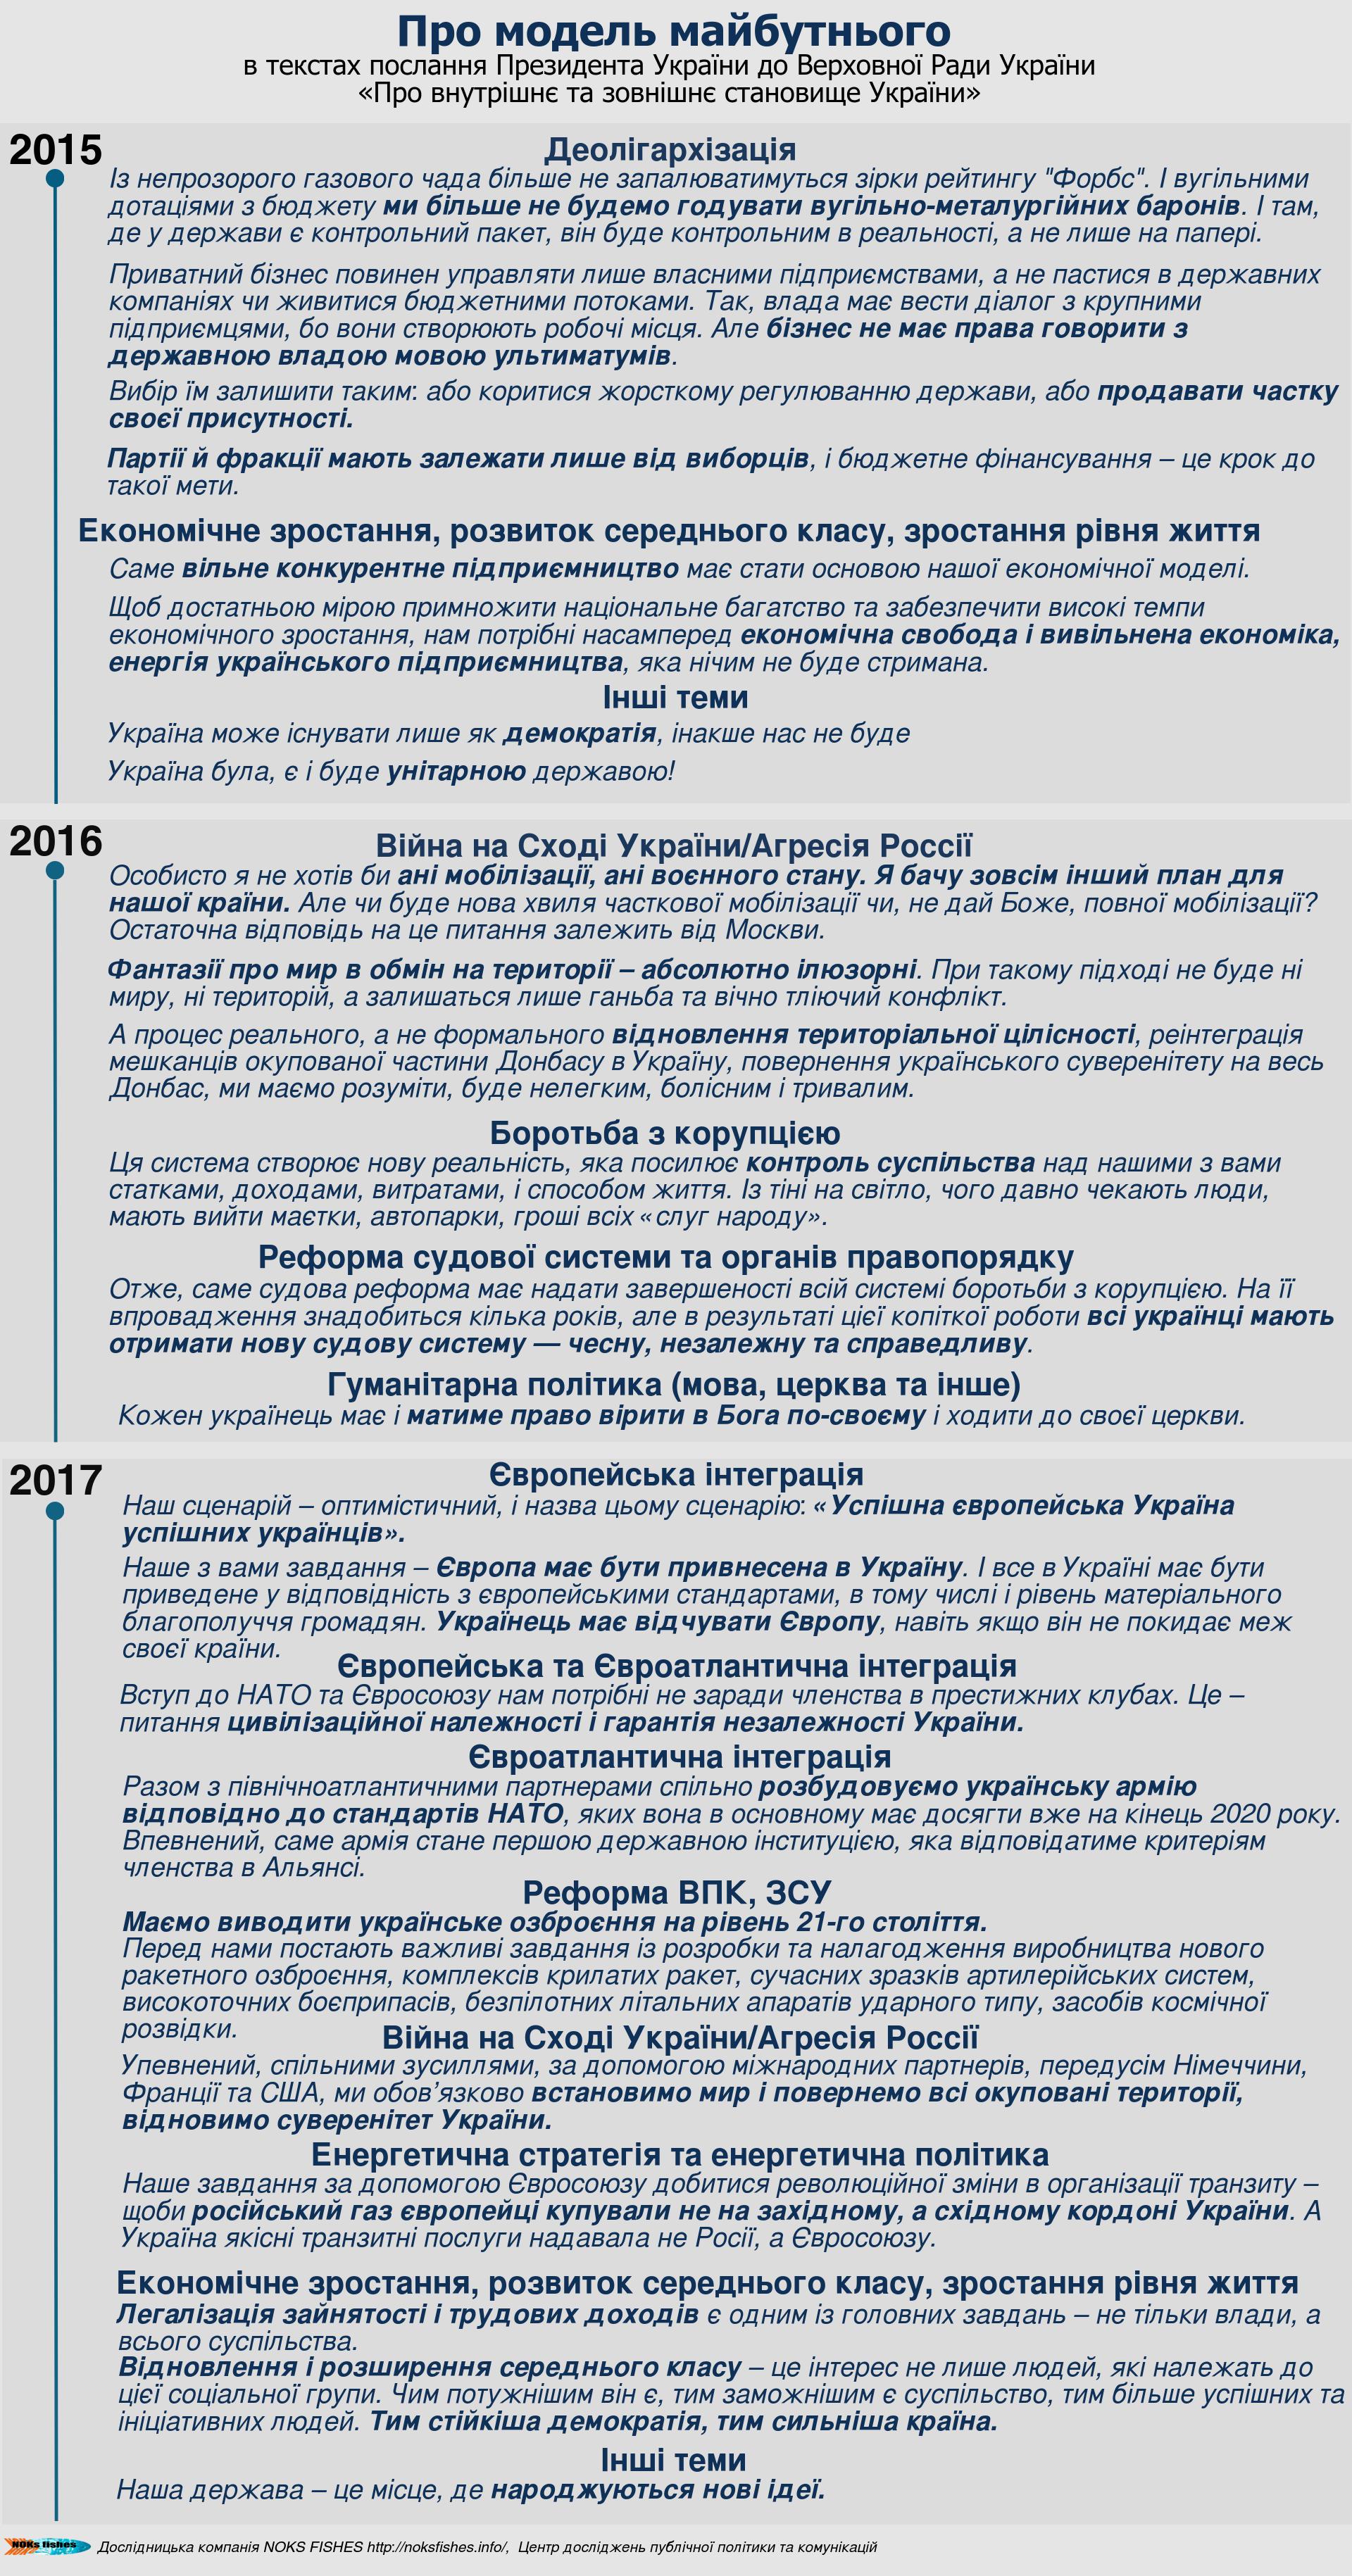 Про модель майбутнього
в текстах послання Президента України до Верховної Ради України
«Про внутрішнє та зовнішнє становище України»
2015
Деолігархізація
Із непрозорого газового чада більше не запалюватимуться зірки рейтингу "Форбс". І вугільними
дотаціями з бюджету ми більше не будемо годувати вугільно-металургійних баронів. І там,
де у держави є контрольний пакет, він буде контрольним в реальності, а не лише на папері.
Приватний бізнес повинен управляти лише власними підприємствами, а не пастися в державних
компаніях чи живитися бюджетними потоками. Так, влада має вести діалог з крупними
підприємцями, бо вони створюють робочі місця. Але бізнес не має права говорити з
державною владою мовою ультиматумів.
Вибір їм залишити таким: або коритися жорсткому регулюванню держави, або продавати частку
своєї присутності.
Партії й фракції мають залежати лише від виборців, і бюджетне фінансування – це крок до
такої мети.
Економічне зростання, розвиток середнього класу, зростання рівня життя
Саме вільне конкурентне підприємництво має стати основою нашої економічної моделі.
Щоб достатньою мірою примножити національне багатство та забезпечити високі темпи
економічного зростання, нам потрібні насамперед економічна свобода і вивільнена економіка,
енергія українського підприємництва, яка нічим не буде стримана.
Інші теми
Україна може існувати лише як демократія, інакше нас не буде
Україна була, є і буде унітарною державою!
2016
Війна на Сході України/Агресія Россії
Особисто я не хотів би ані мобілізації, ані воєнного стану. Я бачу зовсім інший план для
нашої країни. Але чи буде нова хвиля часткової мобілізації чи, не дай Боже, повної мобілізації?
Остаточна відповідь на це питання залежить від Москви.
Фантазії про мир в обмін на території – абсолютно ілюзорні. При такому підході не буде ні
миру, ні територій, а залишаться лише ганьба та вічно тліючий конфлікт.
А процес реального, а не формального відновлення територіальної цілісності, реінтеграція
мешканців окупованої частини Донбасу в Україну, повернення українського суверенітету на весь
Донбас, ми маємо розуміти, буде нелегким, болісним і тривалим.
Боротьба з корупцією
Ця система створює нову реальність, яка посилює контроль суспільства над нашими з вами
статками, доходами, витратами, і способом життя. Із тіні на світло, чого давно чекають люди,
мають вийти маєтки, автопарки, гроші всіх «слуг народу».
Реформа судової системи та органів правопорядку
Отже, саме судова реформа має надати завершеності всій системі боротьби з корупцією. На її
впровадження знадобиться кілька років, але в результаті цієї копіткої роботи всі українці мають
отримати нову судову систему — чесну, незалежну та справедливу.
Гуманітарна політика (мова, церква та інше)
Кожен українець має і матиме право вірити в Бога по-своєму і ходити до своєї церкви.
2017
Європейська інтеграція
Наш сценарій – оптимістичний, і назва цьому сценарію: «Успішна європейська Україна
успішних українців».
Наше з вами завдання – Європа має бути привнесена в Україну. І все в Україні має бути
приведене у відповідність з європейськими стандартами, в тому числі і рівень матеріального
благополуччя громадян. Українець має відчувати Європу, навіть якщо він не покидає меж
своєї країни.
Європейська та Євроатлантична інтеграція
Вступ до НАТО та Євросоюзу нам потрібні не заради членства в престижних клубах. Це –
питання цивілізаційної належності і гарантія незалежності України.
Євроатлантична інтеграція
Разом з північноатлантичними партнерами спільно розбудовуємо українську армію
відповідно до стандартів НАТО, яких вона в основному має досягти вже на кінець 2020 року.
Впевнений, саме армія стане першою державною інституцією, яка відповідатиме критеріям
членства в Альянсі.
Реформа ВПК, ЗСУ
Маємо виводити українське озброєння на рівень 21-го століття.
Перед нами постають важливі завдання із розробки та налагодження виробництва нового
ракетного озброєння, комплексів крилатих ракет, сучасних зразків артилерійських систем,
високоточних боєприпасів, безпілотних літальних апаратів ударного типу, засобів космічної
розвідки.
Війна на Сході України/Агресія Россії
Упевнений, спільними зусиллями, за допомогою міжнародних партнерів, передусім Німеччини,
Франції та США, ми обов’язково встановимо мир і повернемо всі окуповані території,
відновимо суверенітет України.
Енергетична стратегія та енергетична політика
Наше завдання за допомогою Євросоюзу добитися революційної зміни в організації транзиту –
щоби російський газ європейці купували не на західному, а східному кордоні України. А
Україна якісні транзитні послуги надавала не Росії, а Євросоюзу.
Економічне зростання, розвиток середнього класу, зростання рівня життя
Легалізація зайнятості і трудових доходів є одним із головних завдань – не тільки влади, а
всього суспільства.
Відновлення і розширення середнього класу – це інтерес не лише людей, які належать до
цієї соціальної групи. Чим потужнішим він є, тим заможнішим є суспільство, тим більше успішних та
ініціативних людей. Тим стійкіша демократія, тим сильніша країна.
Інші теми
Наша держава – це місце, де народжуються нові ідеї.
NOKs fishes Дослідницька компанія NOKS FISHES http://noksfishes.info/, Центр досліджень публічної політики та комунікацій